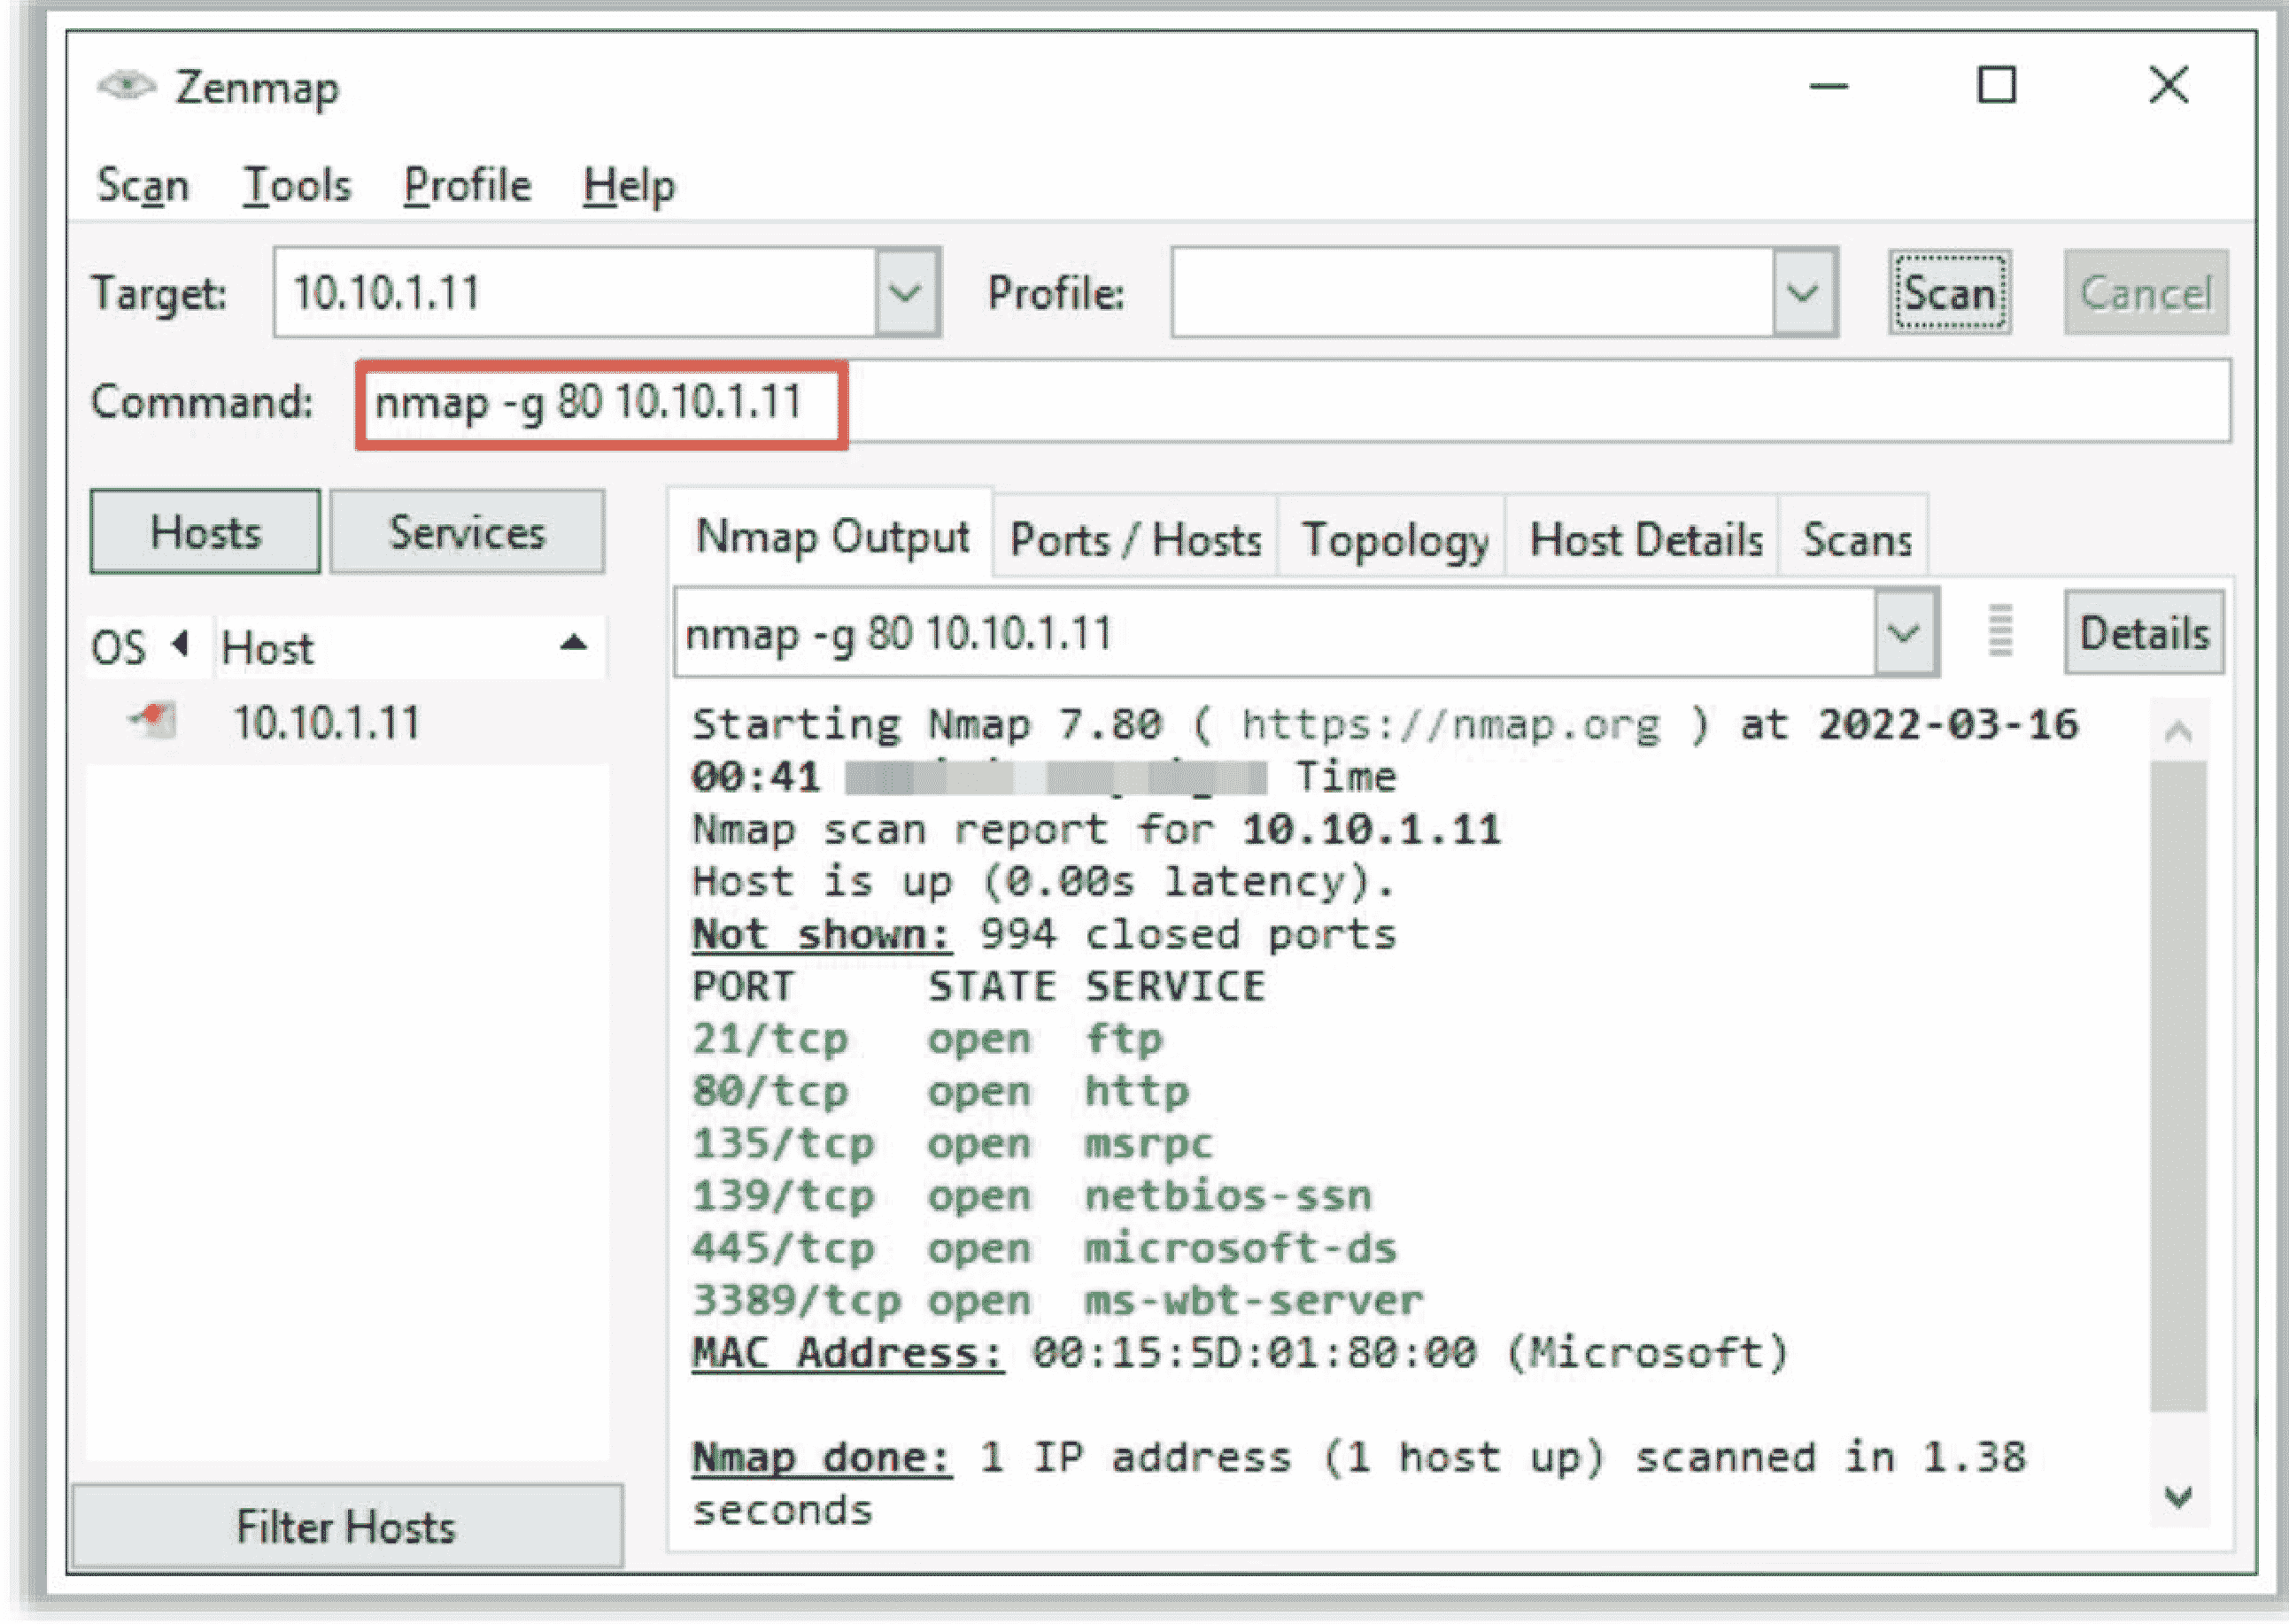 Zenmap
Scan Tools Profile Help
Target: 10.10.1.11 Profile: Scan Cancel
Command: nmap -g 80 10.10.1.11
Hosts Services
OS Host
10.10.1.11
Filter Hosts
Nmap Output Ports / Hosts Topology Host Details Scans
nmap -g 80 10.10.1.11 Details
Starting Nmap 7.80 ( https://nmap.org ) at 2022-03-16
00:41 Time
Nmap scan report for 10.10.1.11
Host is up (0.00s latency).
Not shown: 994 closed ports
PORT STATE SERVICE
21/tcp open ftp
80/tcp open http
135/tcp open msrpc
139/tcp open netbios-ssn
445/tcp open microsoft-ds
3389/tcp open ms-wbt-server
MAC Address: 00:15:5D:01:80:00 (Microsoft)
Nmap done: 1 IP address (1 host up) scanned in 1.38
seconds